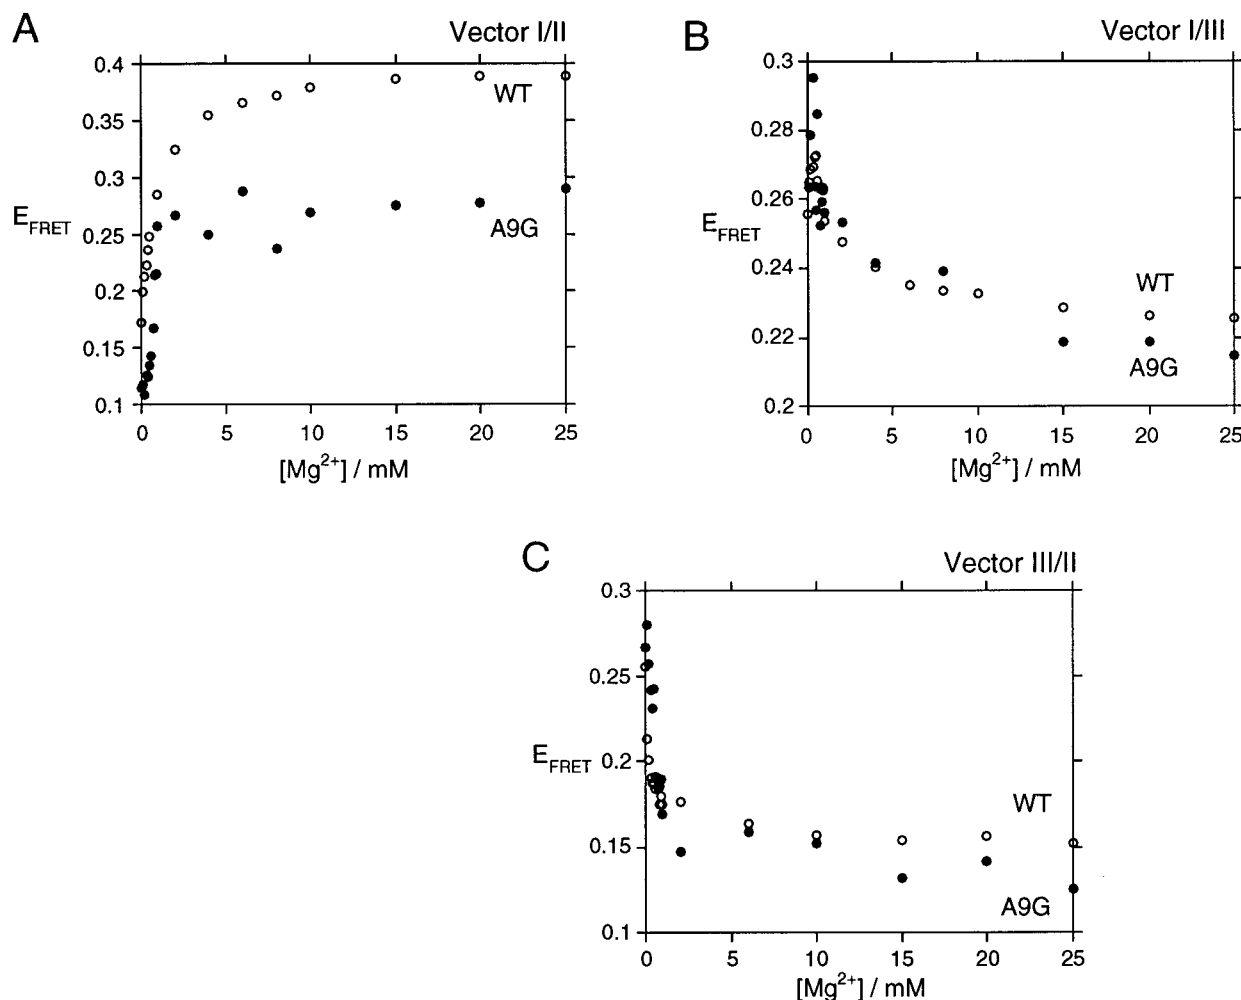 A
Vector I/II
0.4
0.35
0.3
0.25
0.2
0.15
0.1
E_FRET
WT
A9G
0 5 10 15 20 25
[Mg²⁺] / mM
B
Vector I/III
0.3
0.28
0.26
0.24
0.22
0.2
E_FRET
WT
A9G
0 5 10 15 20 25
[Mg²⁺] / mM
C
Vector III/II
0.3
0.25
0.2
0.15
0.1
E_FRET
WT
A9G
0 5 10 15 20 25
[Mg²⁺] / mM